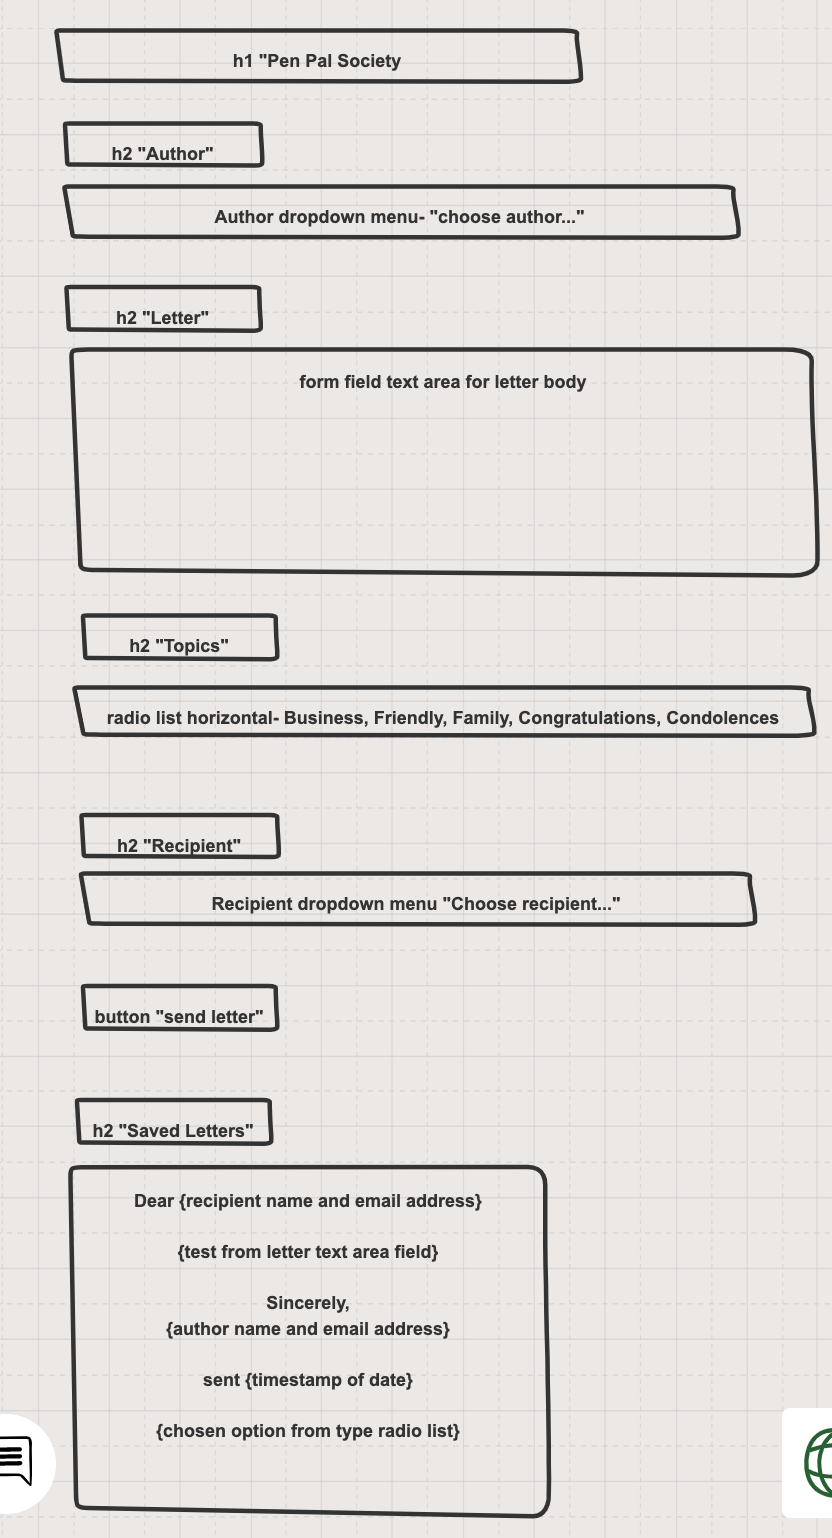 h1 "Pen Pal Society
h2 "Author"
Author dropdown menu- "choose author..."
h2 "Letter"
form field text area for letter body
h2 "Topics"
radio list horizontal- Business, Friendly, Family, Congratulations, Condolences
h2 "Recipient"
Recipient dropdown menu "Choose recipient..."
button "send letter"
h2 "Saved Letters"
Dear {recipient name and email address}
{test from letter text area field}
Sincerely,
{author name and email address}
sent {timestamp of date}
{chosen option from type radio list}